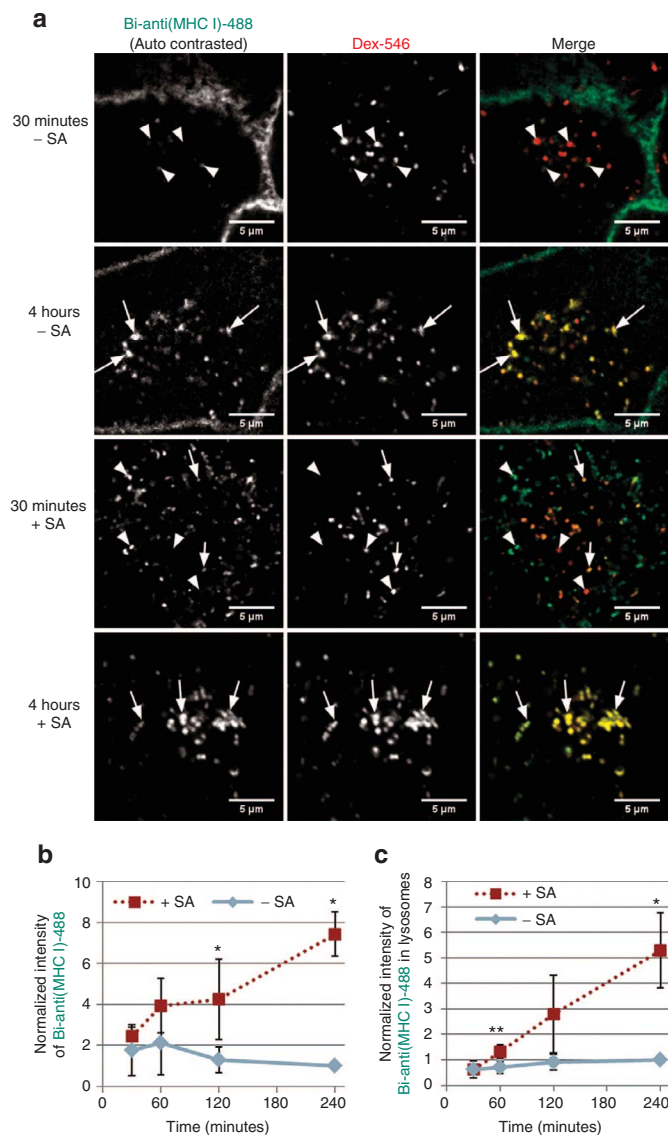 a
Bi-anti(MHC I)-488
(Auto contrasted)
Dex-546
Merge
30 minutes
– SA
5 µm
5 µm
5 µm
4 hours
– SA
5 µm
5 µm
5 µm
30 minutes
+ SA
5 µm
5 µm
5 µm
4 hours
+ SA
5 µm
5 µm
5 µm
b
Normalized intensity
of Bi-anti(MHC I)-488
10
8
6
4
2
0
+ SA
– SA
*
*
0
60
120
180
240
Time (minutes)
c
Normalized intensity of
Bi-anti(MHC I)-488 in lysosomes
8
7
6
5
4
3
2
1
0
+ SA
– SA
**
*
0
60
120
180
240
Time (minutes)